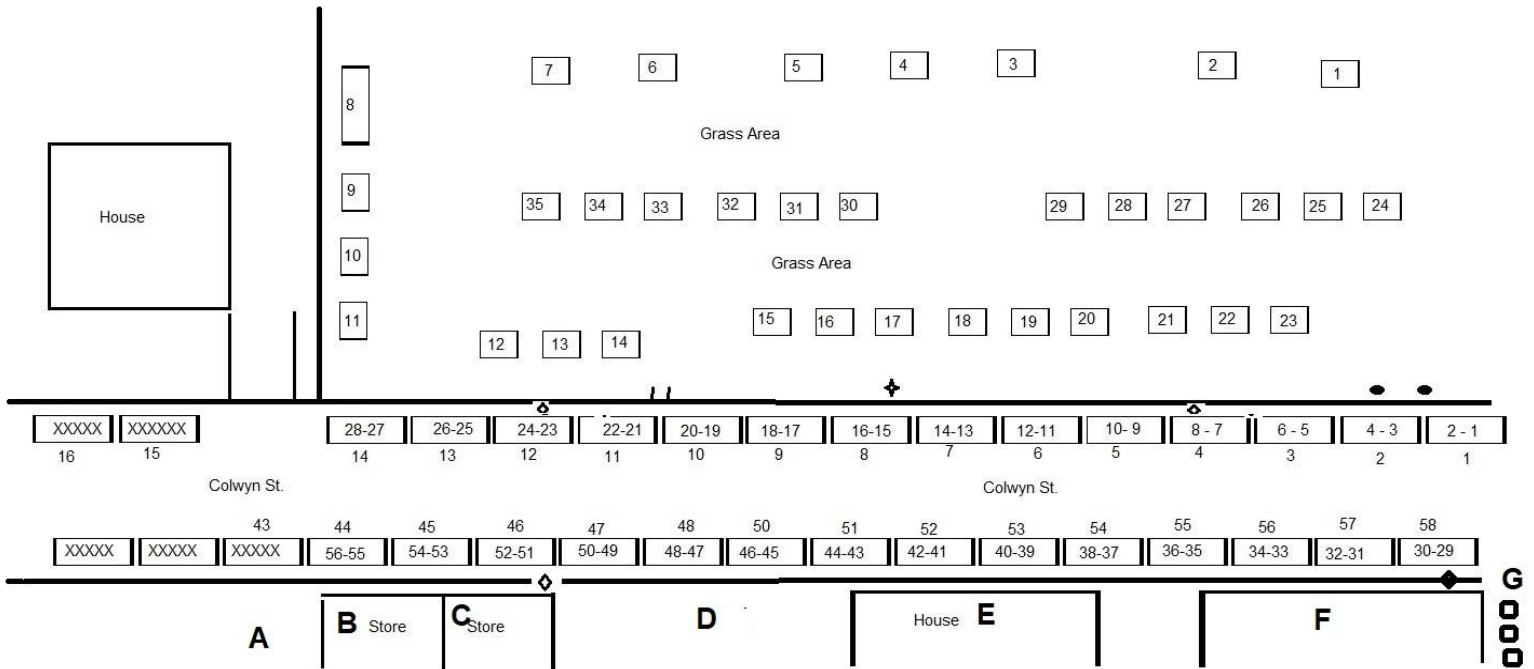 7 6 5 4 3 2 1
8
Grass Area
9
House
35 34 33 32 31 30 29 28 27 26 25 24
10
Grass Area
11
15 16 17 18 19 20 21 22 23
12 13 14
XXXXX XXXXXX 28-27 26-25 24-23 22-21 20-19 18-17 16-15 14-13 12-11 10- 9 8 - 7 6 - 5 4 - 3 2 - 1
16 15 14 13 12 11 10 9 8 7 6 5 4 3 2 1
Colwyn St. Colwyn St.
43 44 45 46 47 48 50 51 52 53 54 55 56 57 58
XXXXX XXXXX XXXXX 56-55 54-53 52-51 50-49 48-47 46-45 44-43 42-41 40-39 38-37 36-35 34-33 32-31 30-29
G
A B Store C Store D House E F